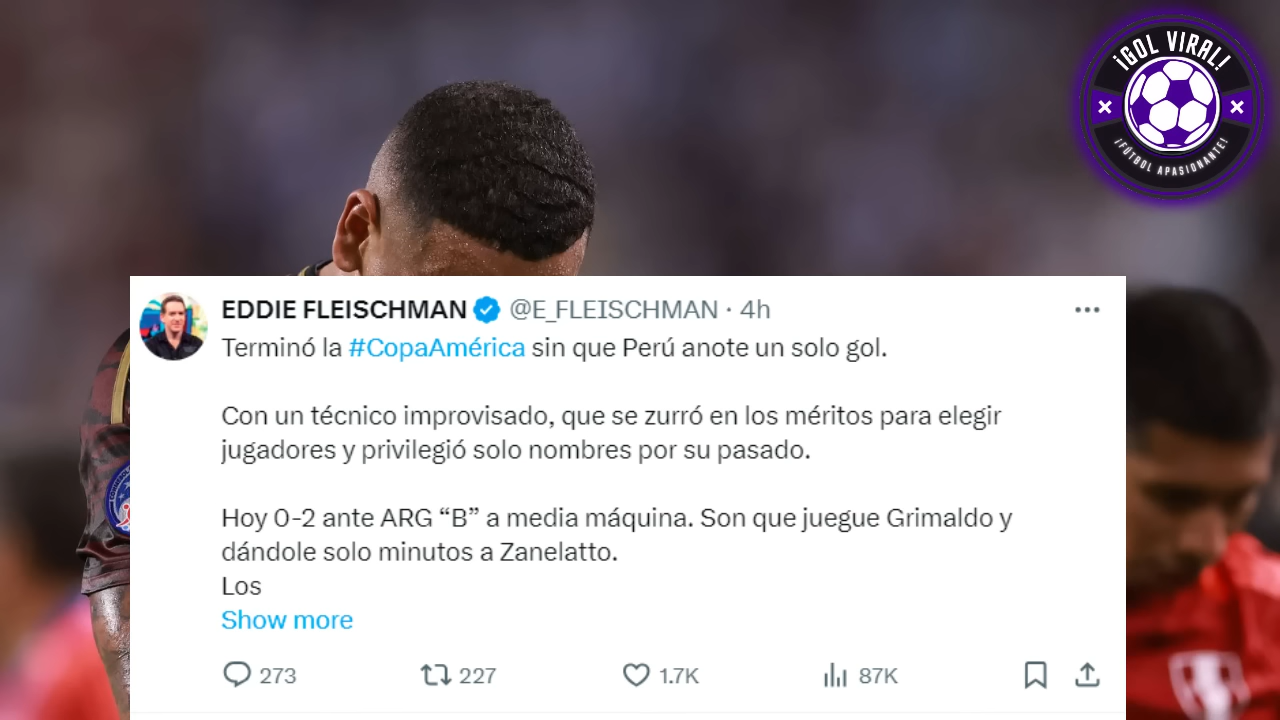 ¡GOL VIRAL!
¡FÚTBOL APASIONANTE!
EDDIE FLEISCHMAN @E_FLEISCHMAN · 4h
Terminó la #CopaAmérica sin que Perú anote un solo gol.
Con un técnico improvisado, que se zurró en los méritos para elegir
jugadores y privilegió solo nombres por su pasado.
Hoy 0-2 ante ARG “B” a media máquina. Son que juegue Grimaldo y
dándole solo minutos a Zanelatto.
Los
Show more
273 227 1.7K 87K